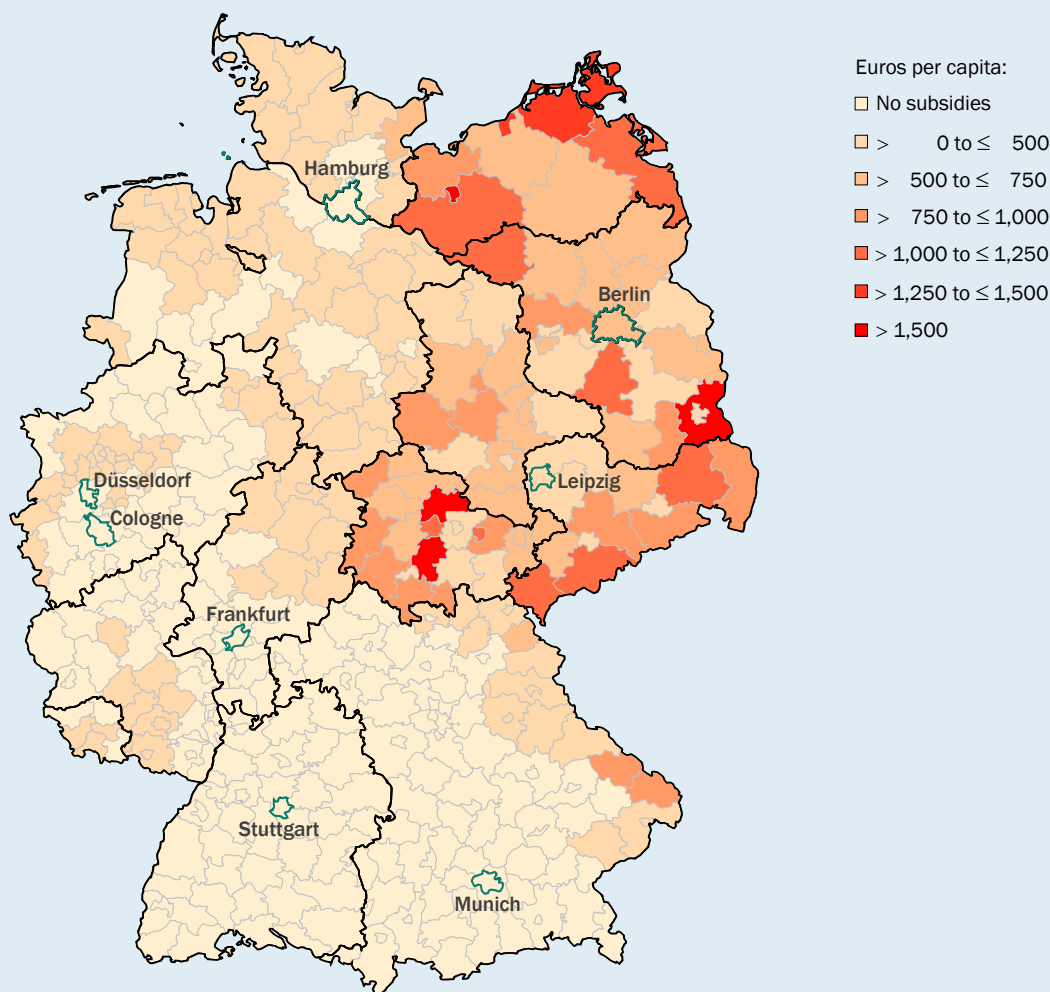 Euros per capita:
No subsidies
> 0 to ≤ 500
> 500 to ≤ 750
> 750 to ≤ 1,000
> 1,000 to ≤ 1,250
> 1,250 to ≤ 1,500
> 1,500
Hamburg
Berlin
Leipzig
Düsseldorf
Cologne
Frankfurt
Stuttgart
Munich